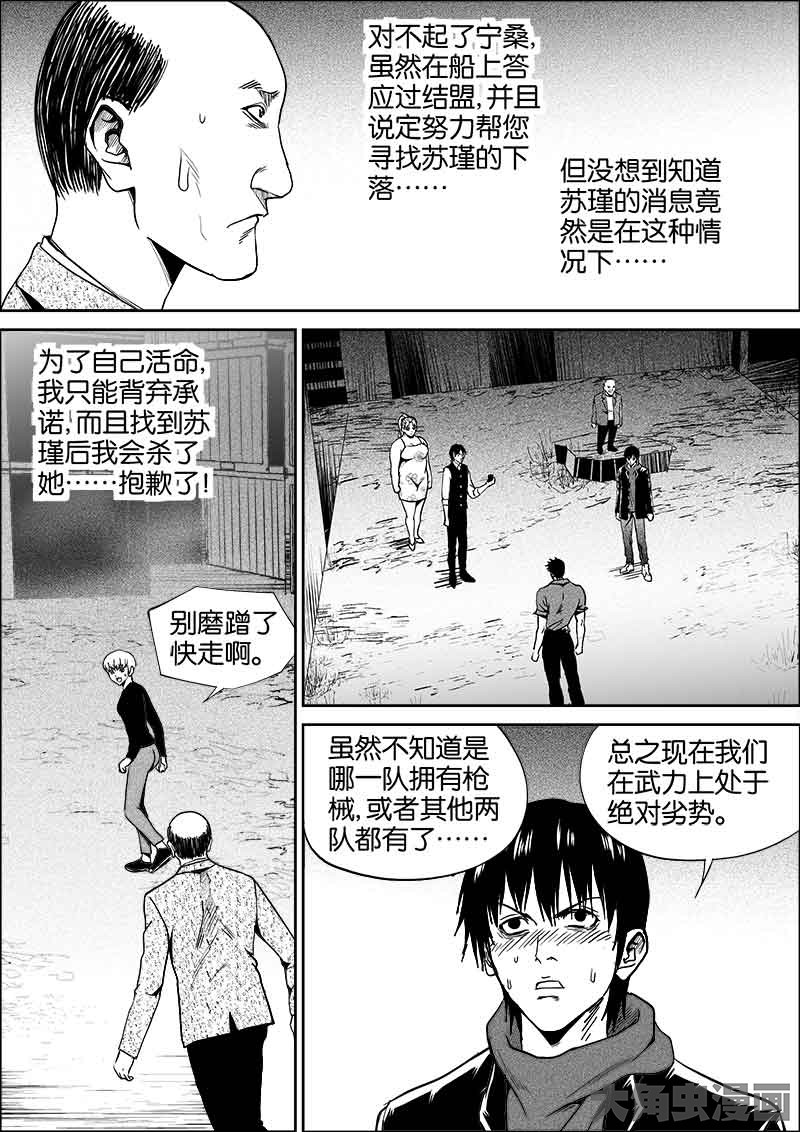 对不起了宁桑,
虽然在船上答
应过结盟,并且
说定努力帮您
寻找苏瑾的下
落……
但没想到知道
苏瑾的消息竟
然是在这种情
况下……
为了自己活命,
我只能背弃承
诺,而且找到苏
瑾后我会杀了
她……抱歉了!
别磨蹭了
快走啊。
虽然不知道是
哪一队拥有枪
械,或者其他两
队都有了……
总之现在我们
在武力上处于
绝对劣势。
大角虫漫画